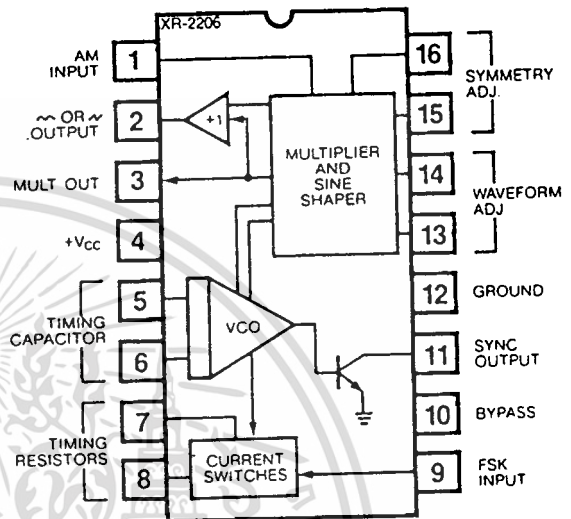 XR-2206
AM
INPUT
1
∼ OR ∼
.OUTPUT
2
MULT OUT
3
+VCC
4
TIMING
CAPACITOR
5
6
TIMING
RESISTORS
7
8
+1
MULTIPLIER
AND
SINE
SHAPER
VCO
CURRENT
SWITCHES
16
SYMMETRY
ADJ.
15
14
WAVEFORM
ADJ
13
12
GROUND
11
SYNC
OUTPUT
10
BYPASS
9
FSK
INPUT